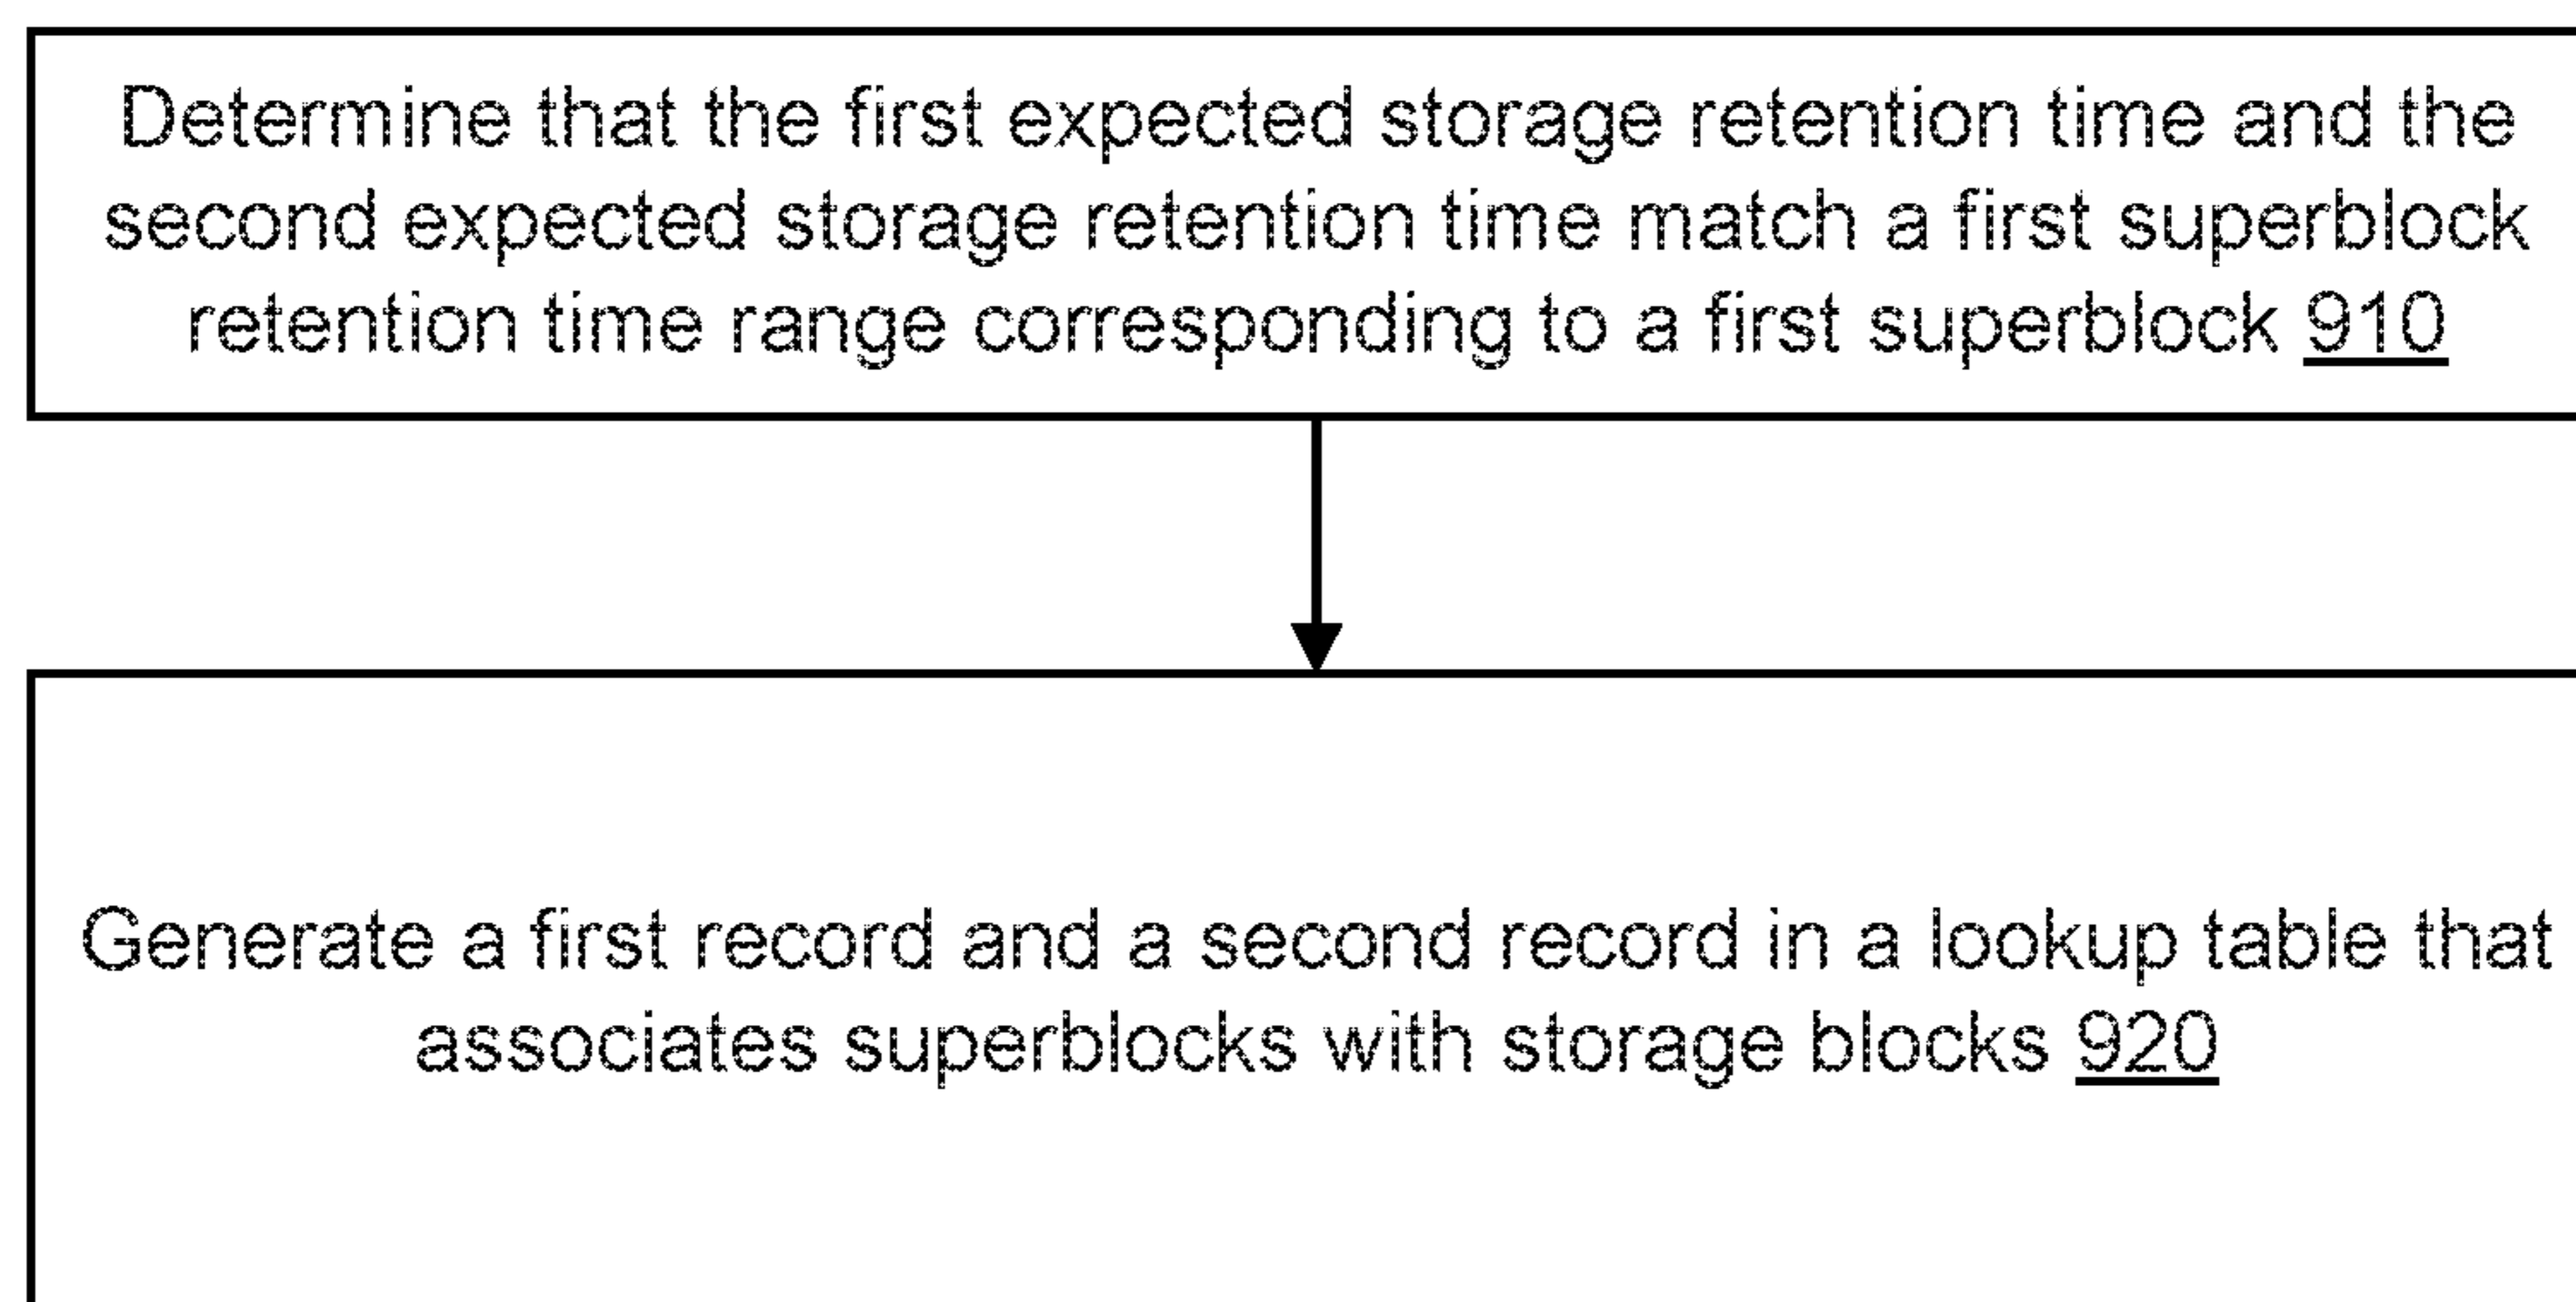 Determine that the first expected storage retention time and the
second expected storage retention time match a first superblock
retention time range corresponding to a first superblock 910
Generate a first record and a second record in a lookup table that
associates superblocks with storage blocks 920